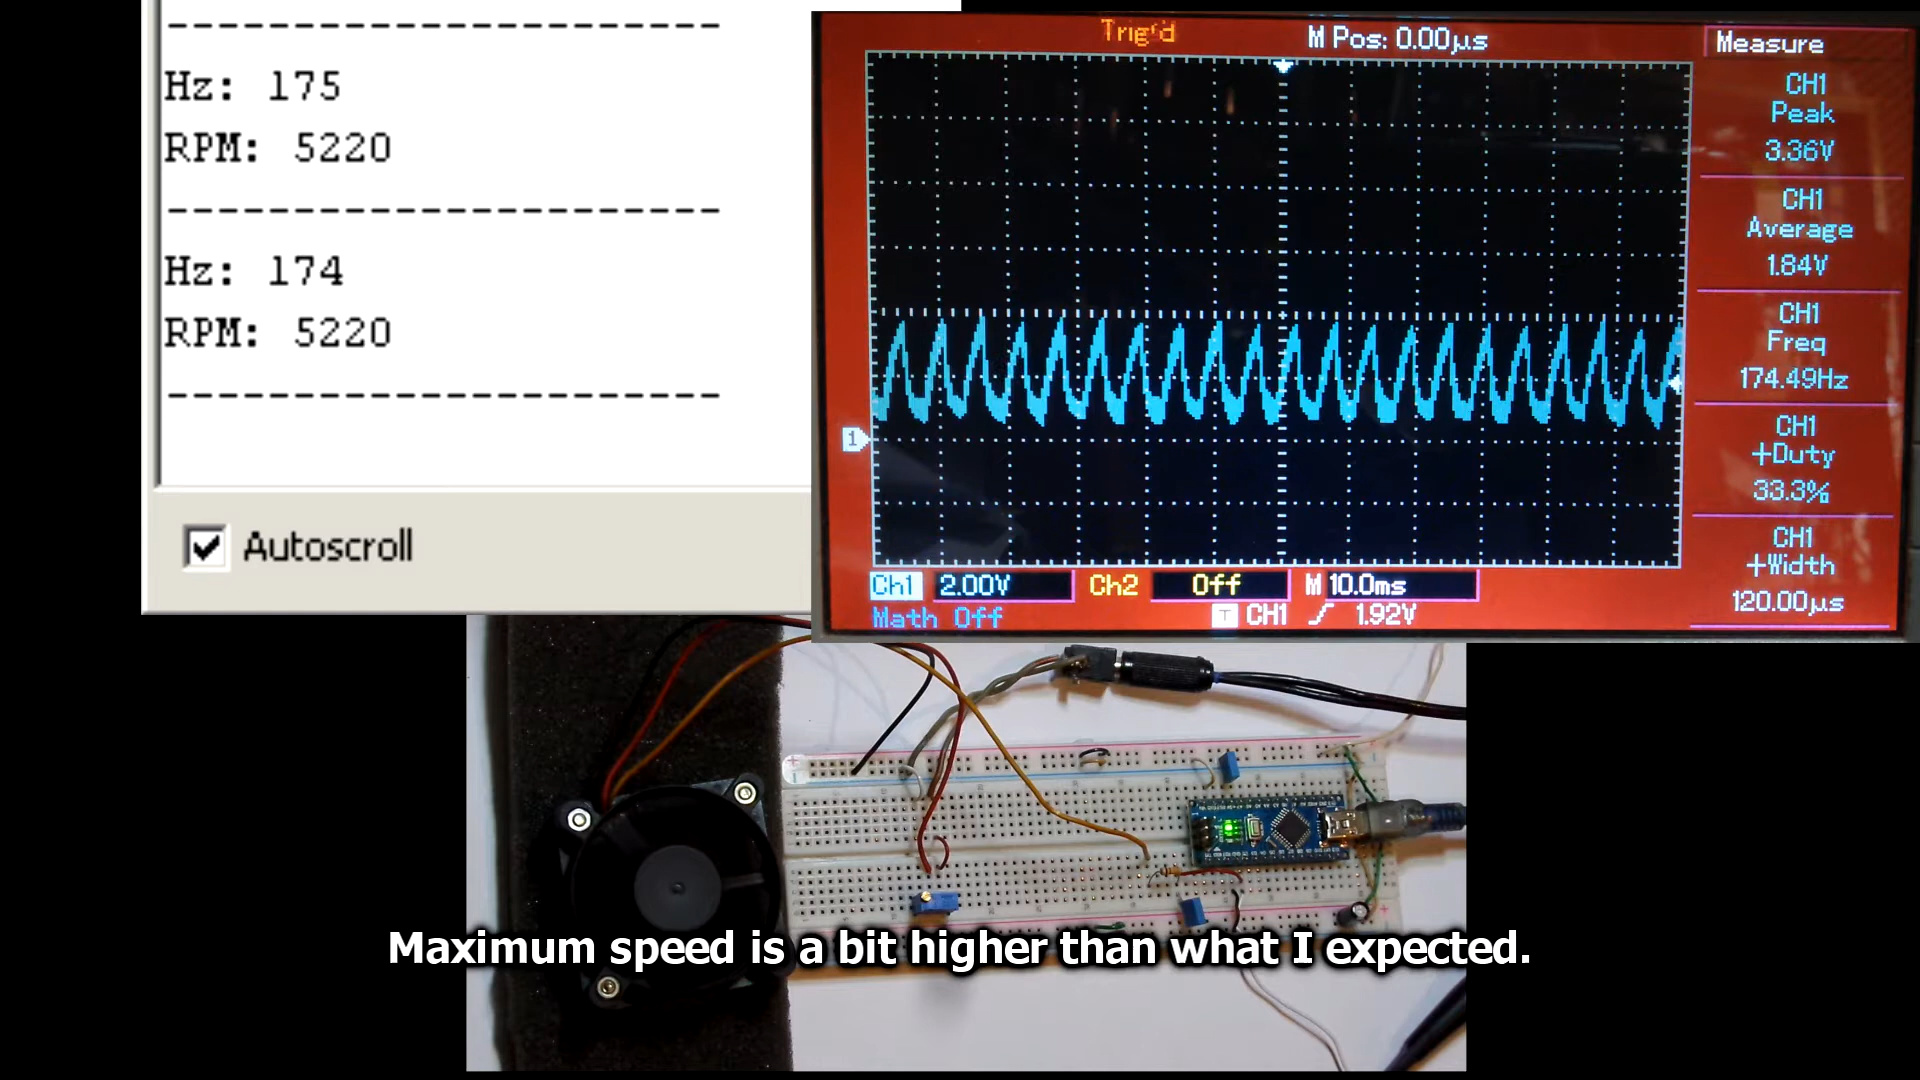 -----------------------
Hz: 175
RPM: 5220
-----------------------
Hz: 174
RPM: 5220
-----------------------
Autoscroll
Trig'd
M Pos: 0.00µs
Measure
CH1
Peak
3.36V
CH1
Average
1.84V
CH1
Freq
174.49Hz
CH1
+Duty
33.3%
CH1
+Width
120.00µs
1
Ch1 2.00V Ch2 Off M 10.0ms
Math Off T CH1 1.92V
Maximum speed is a bit higher than what I expected.